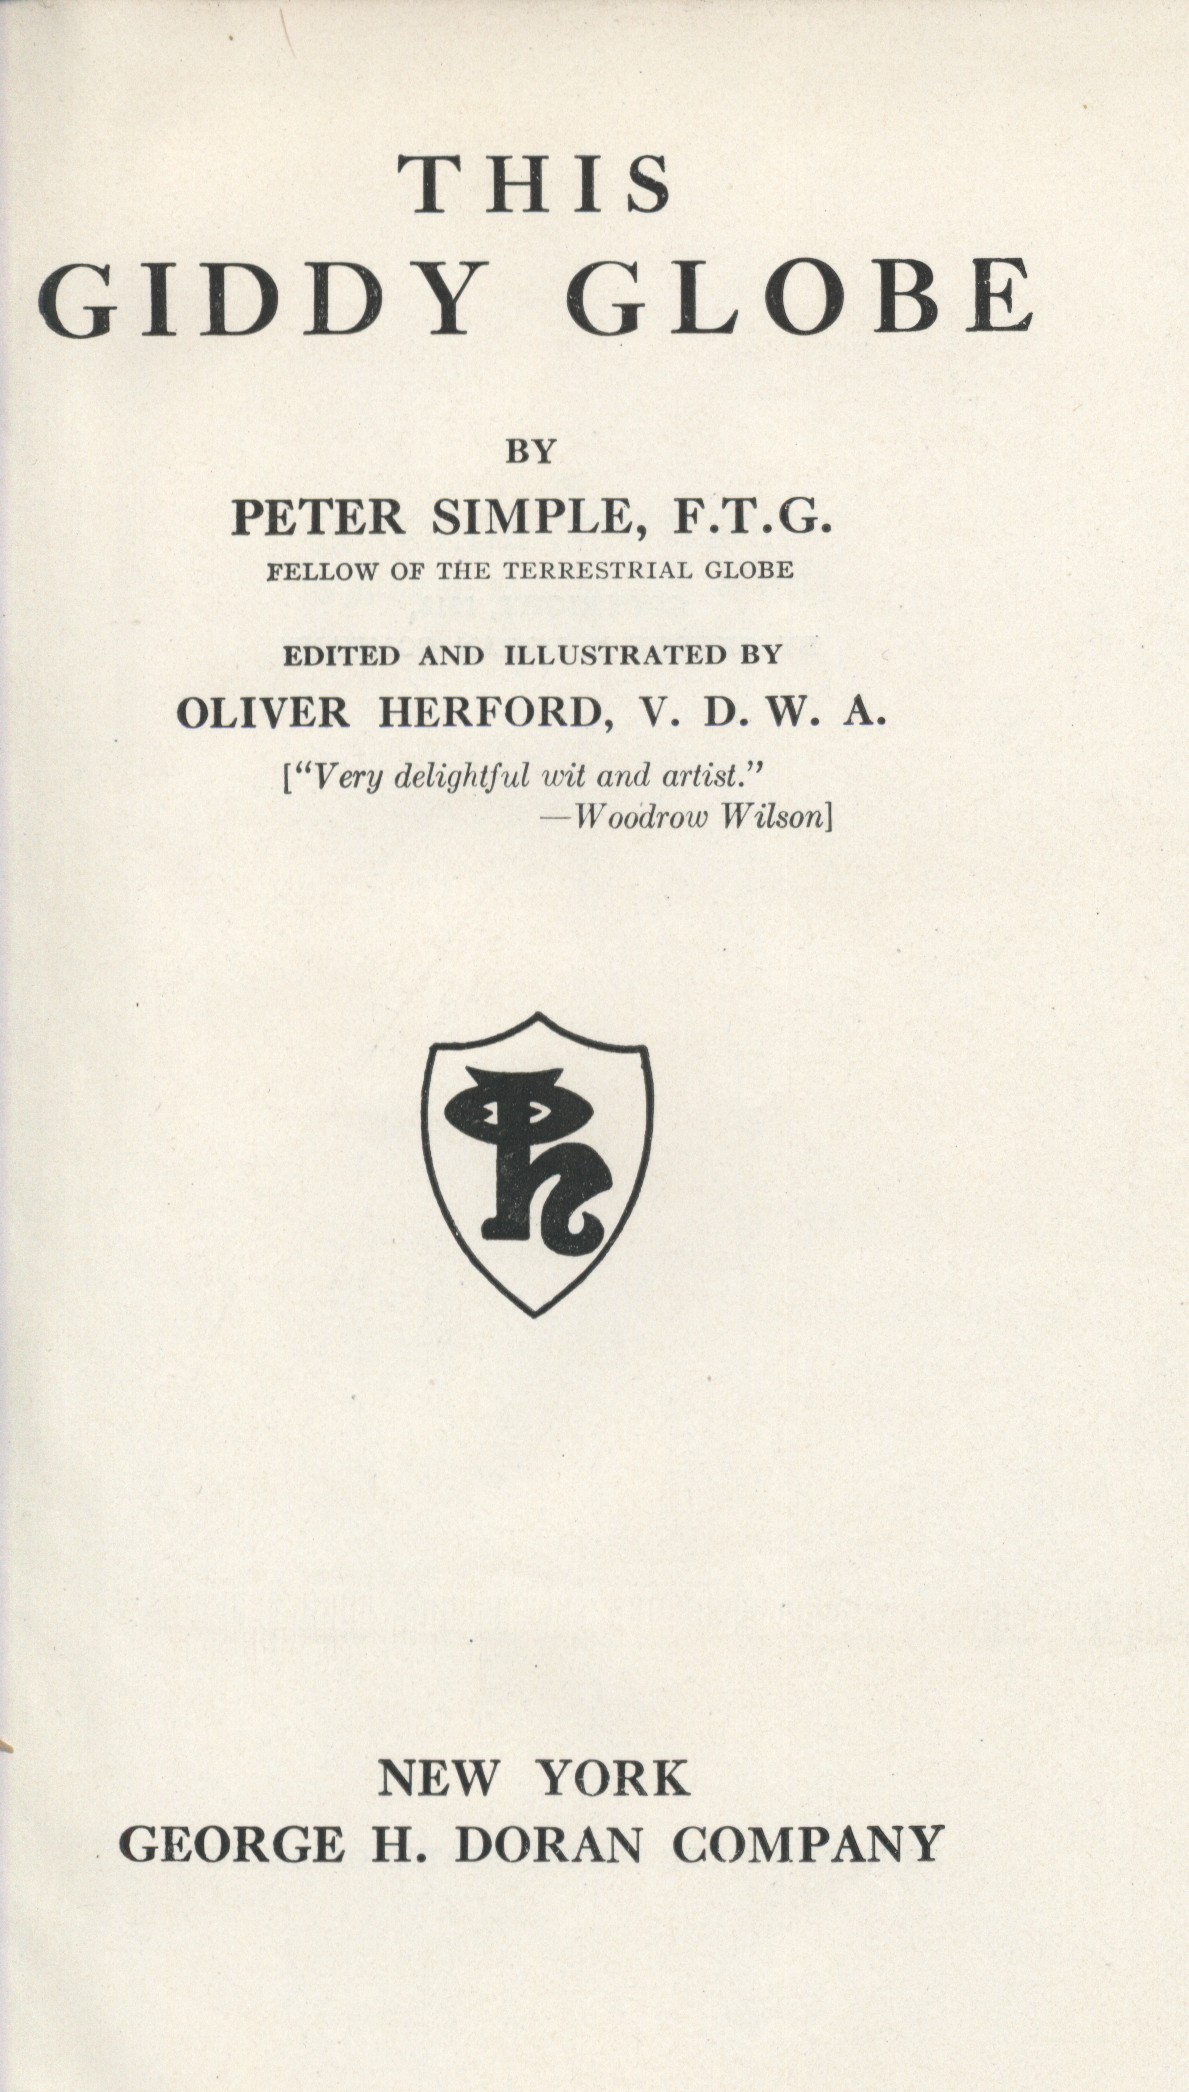 THIS
GIDDY GLOBE
BY
PETER SIMPLE, F.T.G.
FELLOW OF THE TERRESTRIAL GLOBE
EDITED AND ILLUSTRATED BY
OLIVER HERFORD, V. D. W. A.
["Very delightful wit and artist."
—Woodrow Wilson]
NEW YORK
GEORGE H. DORAN COMPANY